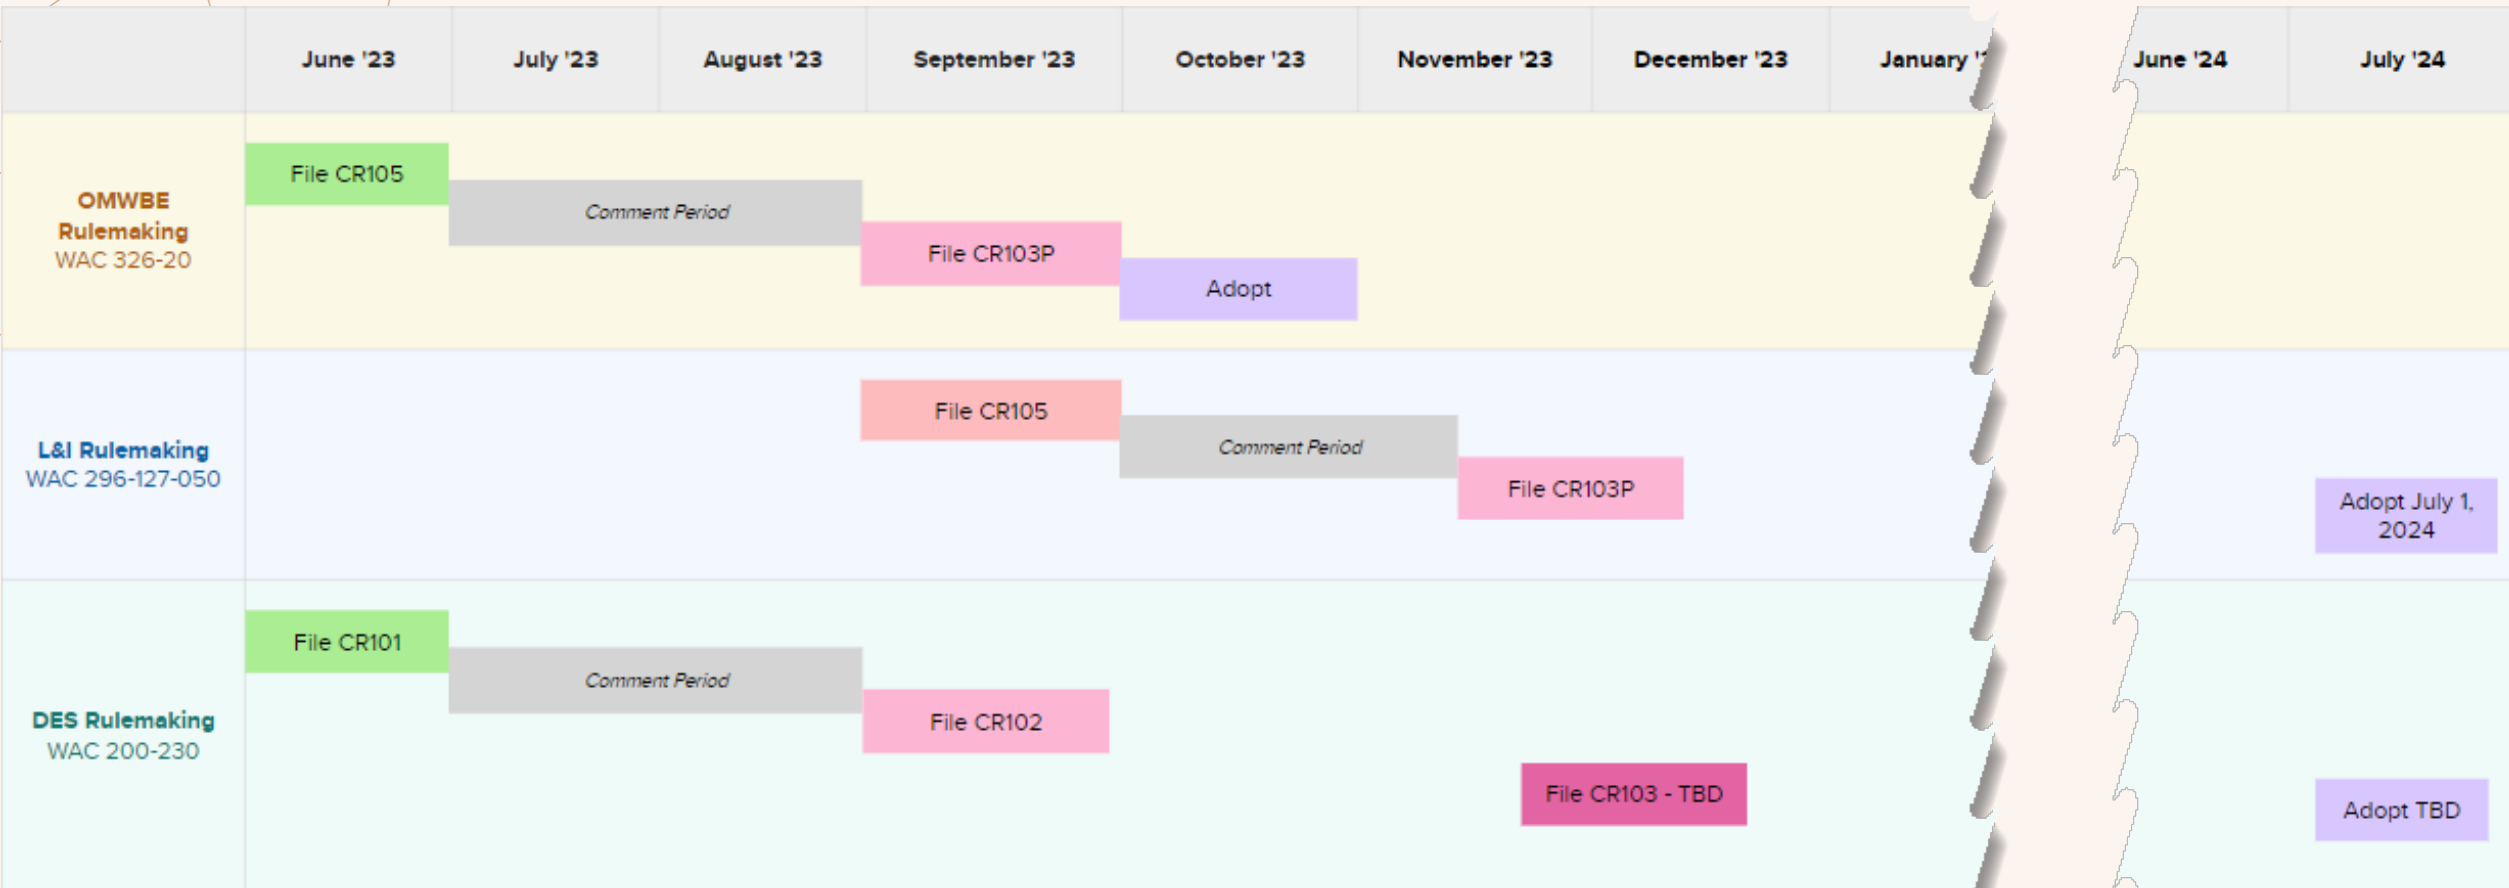 June '23
July '23
August '23
September '23
October '23
November '23
December '23
January '2
June '24
July '24
OMWBE
Rulemaking
WAC 326-20
File CR105
Comment Period
File CR103P
Adopt
L&I Rulemaking
WAC 296-127-050
File CR105
Comment Period
File CR103P
Adopt July 1,
2024
DES Rulemaking
WAC 200-230
File CR101
Comment Period
File CR102
File CR103 - TBD
Adopt TBD